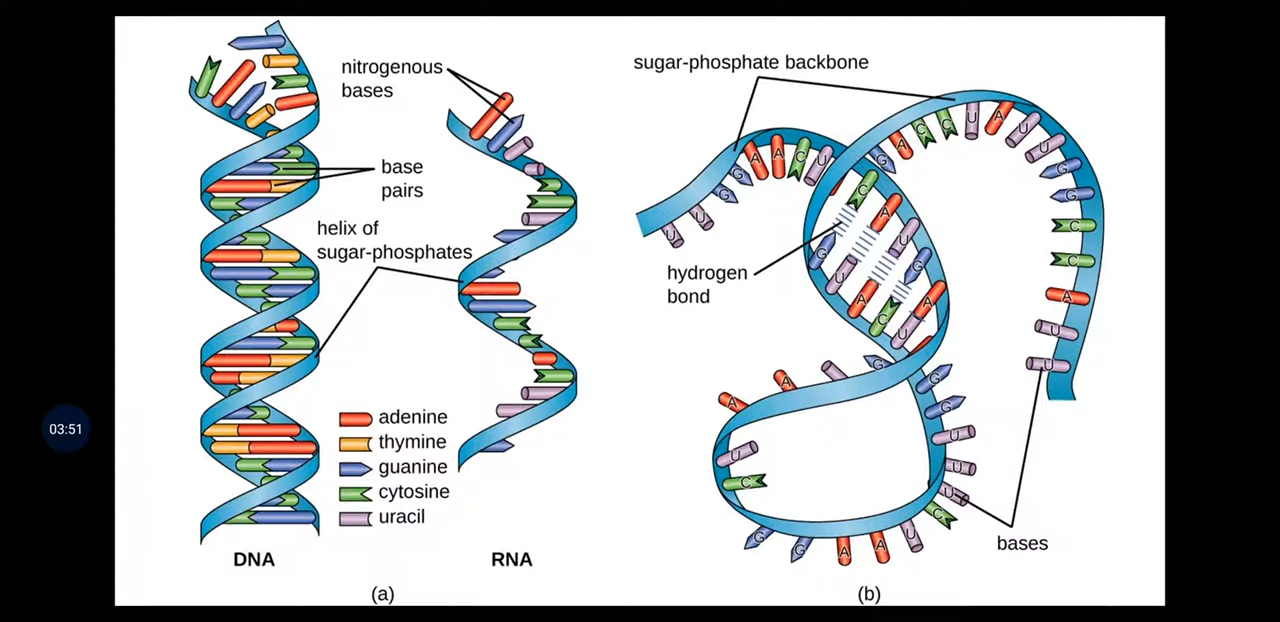 nitrogenous
bases
base
pairs
helix of
sugar-phosphates
adenine
thymine
guanine
cytosine
uracil
DNA
RNA
(a)
sugar-phosphate backbone
hydrogen
bond
bases
(b)
03:51